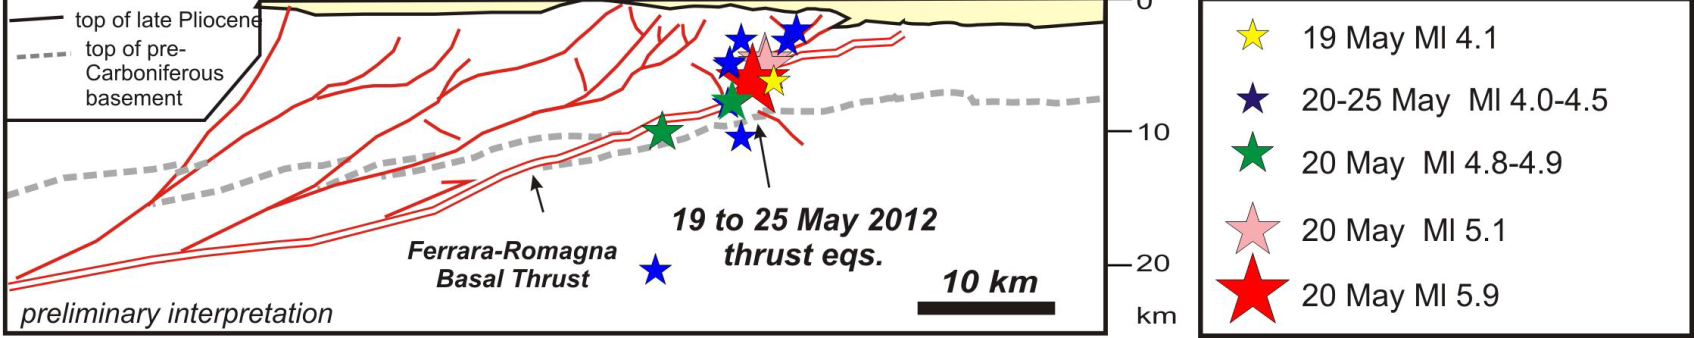 top of late Pliocene
top of pre-
Carboniferous
basement
0
10
20
km
19 to 25 May 2012
thrust eqs.
Ferrara-Romagna
Basal Thrust
10 km
preliminary interpretation
19 May Ml 4.1
20-25 May Ml 4.0-4.5
20 May Ml 4.8-4.9
20 May Ml 5.1
20 May Ml 5.9